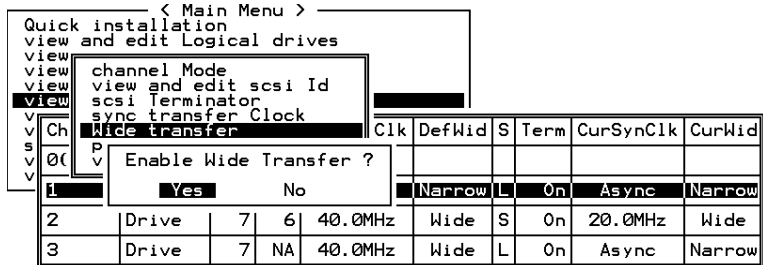 < Main Menu >
Quick installation
view and edit Logical drives
view
view channel Mode
view view and edit scsi Id
view scsi Terminator
v sync transfer Clock
v Ch Wide transfer Clk DefWid S Term CurSynClk CurWid
s p
v 0( v Enable Wide Transfer ?
v
1 Yes No Narrow L On Async Narrow
2 Drive 7 6 40.0MHz Wide S On 20.0MHz Wide
3 Drive 7 NA 40.0MHz Wide L On Async Narrow